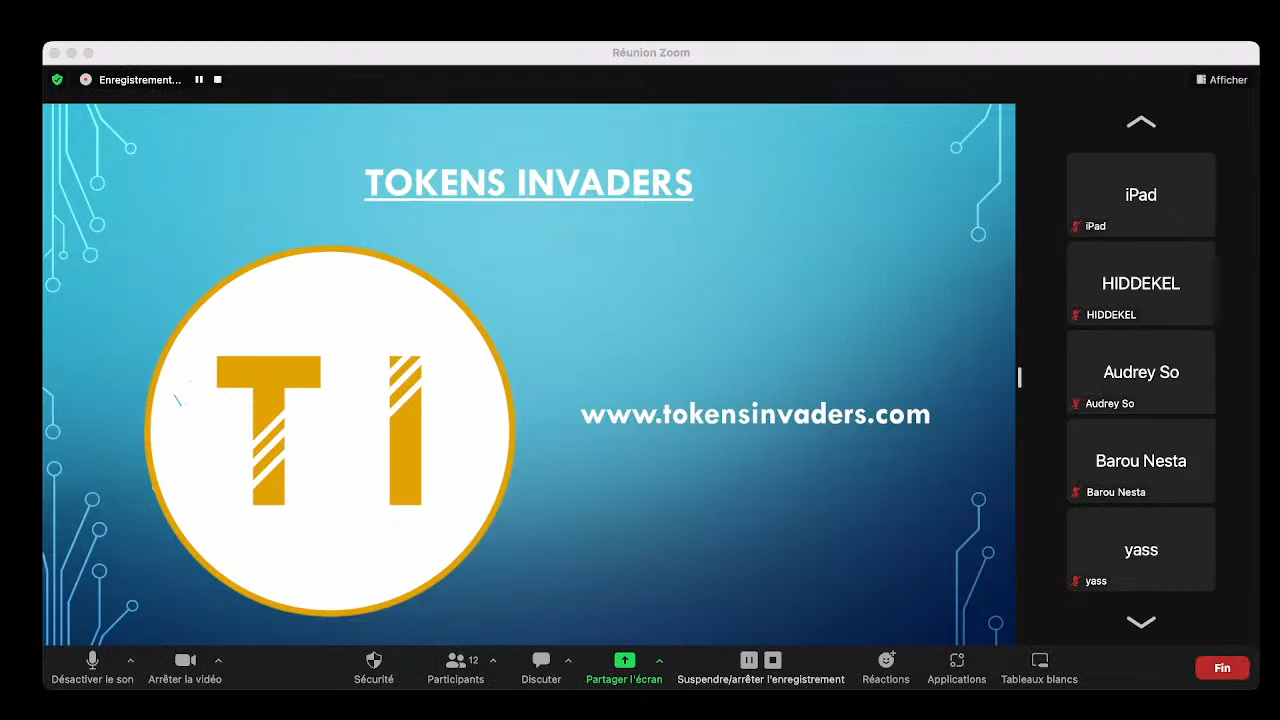 Réunion Zoom
Enregistrement...
Afficher
TOKENS INVADERS
TI
www.tokensinvaders.com
iPad
iPad
HIDDEKEL
HIDDEKEL
Audrey So
Audrey So
Barou Nesta
Barou Nesta
yass
yass
12
Désactiver le son
Arrêter la vidéo
Sécurité
Participants
Discuter
Partager l'écran
Suspendre/arrêter l'enregistrement
Réactions
Applications
Tableaux blancs
Fin